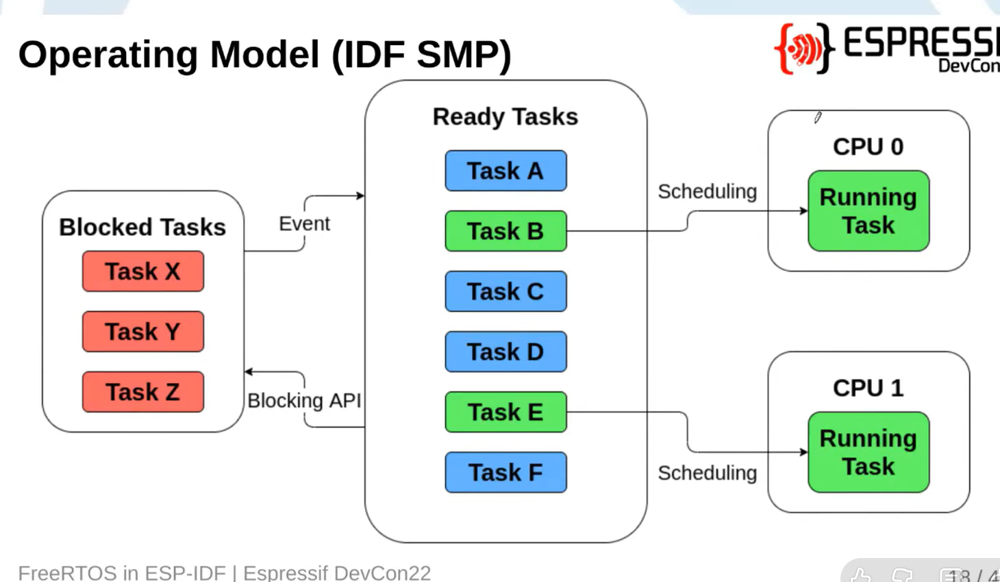 Operating Model (IDF SMP)
ESPRESSI
DevCon
Ready Tasks
Task A
Task B
Task C
Task D
Task E
Task F
Blocked Tasks
Task X
Task Y
Task Z
Event
Blocking API
Scheduling
Scheduling
CPU 0
Running
Task
CPU 1
Running
Task
FreeRTOS in ESP-IDF | Espressif DevCon22
18 / 4